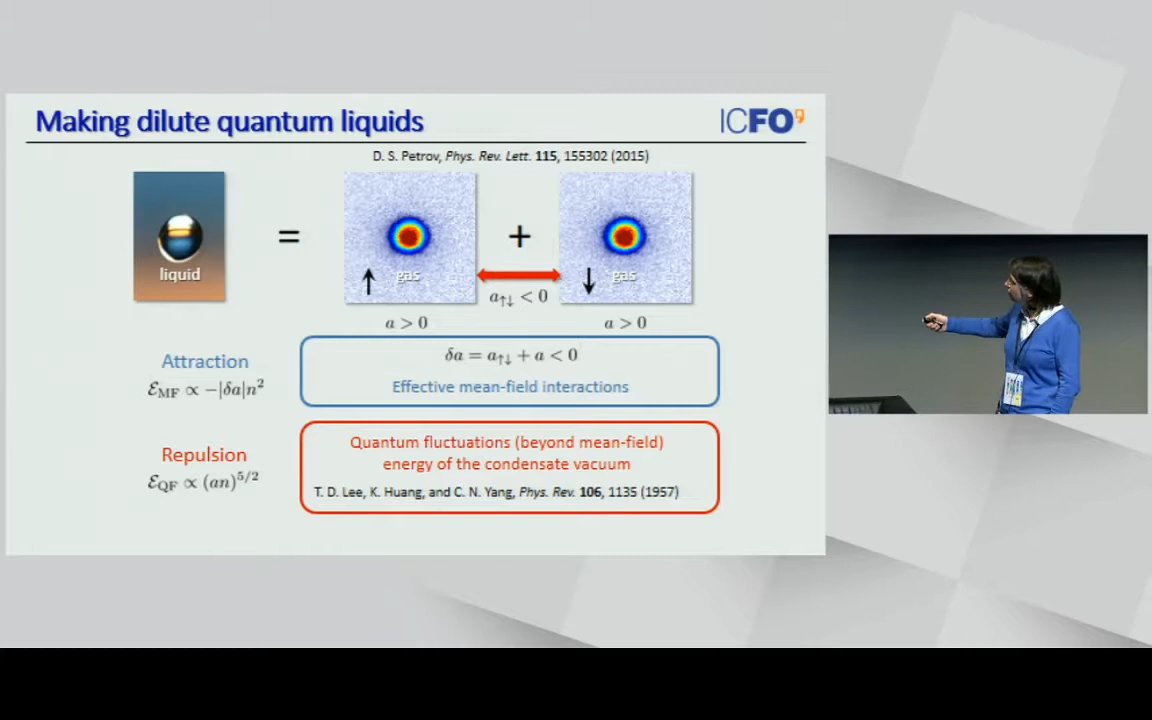 Making dilute quantum liquids
ICFO
D. S. Petrov, Phys. Rev. Lett. 115, 155302 (2015)
liquid
=
↑ gas
+
↓ gas
a↑↓ < 0
a > 0
a > 0
Attraction
ℰMF ∝ −|δa|n²
δa = a↑↓ + a < 0
Effective mean-field interactions
Repulsion
ℰQF ∝ (an)^5/2
Quantum fluctuations (beyond mean-field)
energy of the condensate vacuum
T. D. Lee, K. Huang, and C. N. Yang, Phys. Rev. 106, 1135 (1957)